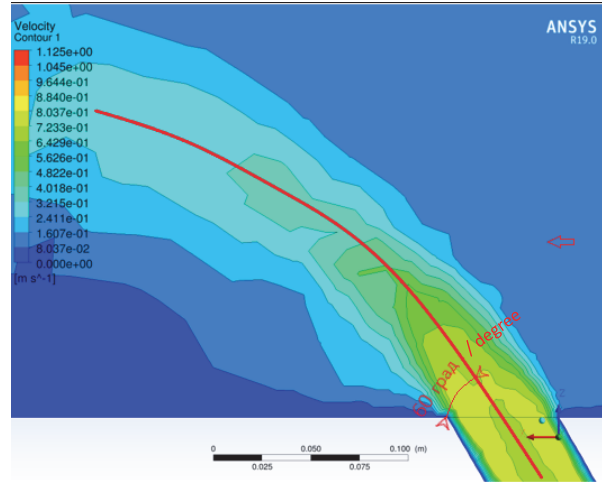 Velocity
Contour 1
1.125e+00
1.045e+00
9.644e-01
8.840e-01
8.037e-01
7.233e-01
6.429e-01
5.626e-01
4.822e-01
4.018e-01
3.215e-01
2.411e-01
1.607e-01
8.037e-02
0.000e+00
[m s^-1]
ANSYS
R19.0
60 град / degree
Z
0 0.050 0.100 (m)
0.025 0.075